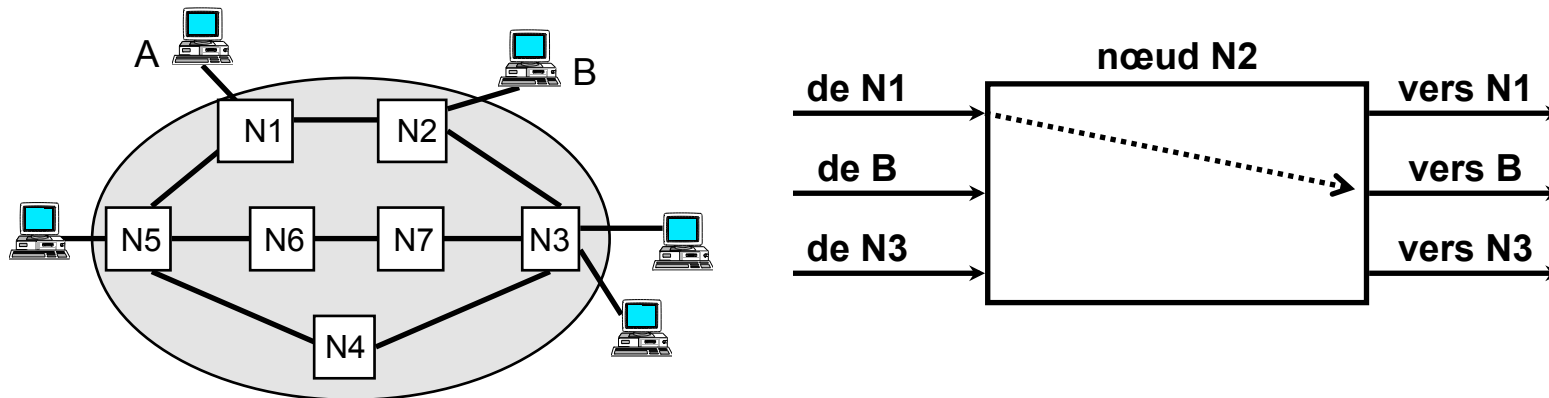 A
B
N1
N2
N5
N6
N7
N3
N4
nœud N2
de N1
vers N1
de B
vers B
de N3
vers N3